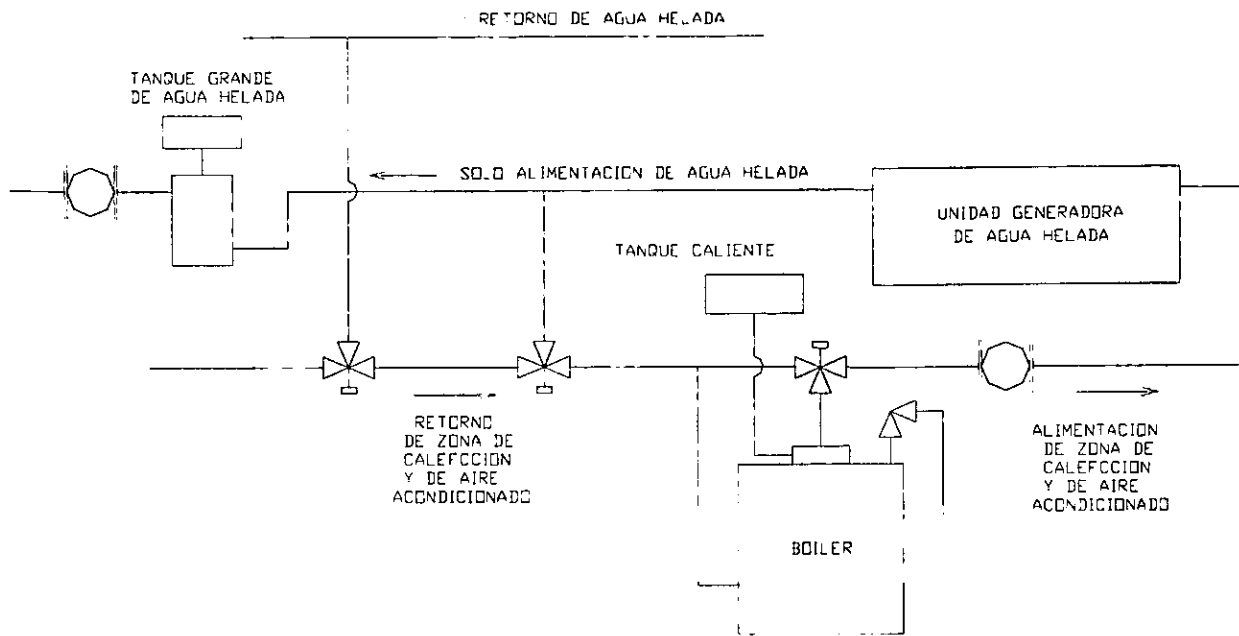 RETORNO DE AGUA HELADA
TANQUE GRANDE
DE AGUA HELADA
SOLO ALIMENTACION DE AGUA HELADA
UNIDAD GENERADORA
DE AGUA HELADA
TANQUE CALIENTE
RETORNO
DE ZONA DE
CALEFCCION
Y DE AIRE
ACONDICIONADO
ALIMENTACION
DE ZONA DE
CALEFCCION
Y DE AIRE
ACONDICIONADO
BOILER